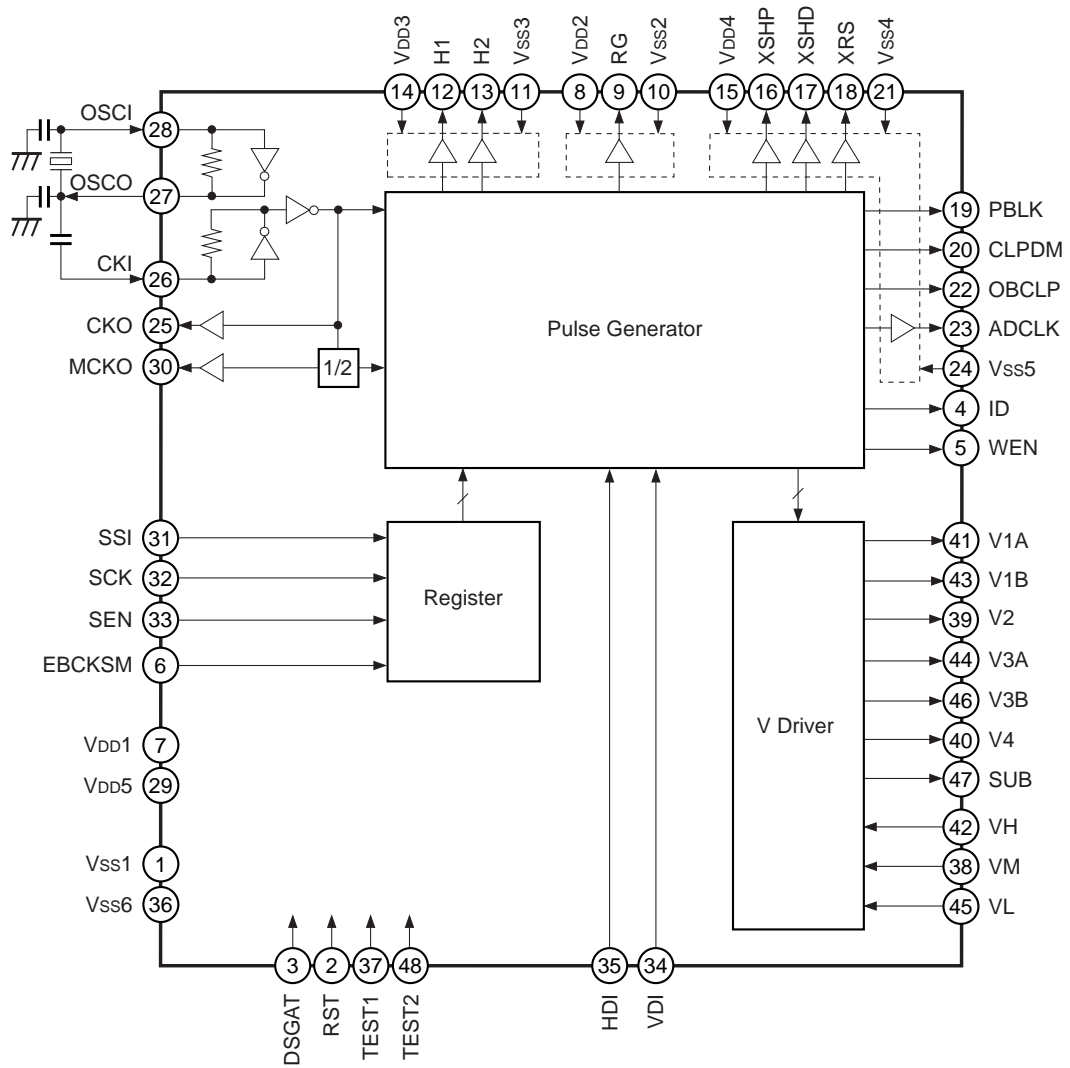 VDD3
H1
H2
VSS3
VDD2
RG
VSS2
VDD4
XSHP
XSHD
XRS
VSS4
14
12
13
11
8
9
10
15
16
17
18
21
OSCI
28
OSCO
27
CKI
26
CKO
25
MCKO
30
1/2
Pulse Generator
19
PBLK
20
CLPDM
22
OBCLP
23
ADCLK
24
VSS5
4
ID
5
WEN
SSI
31
SCK
32
SEN
33
EBCKSM
6
Register
VDD1
7
VDD5
29
VSS1
1
VSS6
36
V Driver
41
V1A
43
V1B
39
V2
44
V3A
46
V3B
40
V4
47
SUB
42
VH
38
VM
45
VL
3
2
37
48
35
34
DSGAT
RST
TEST1
TEST2
HDI
VDI